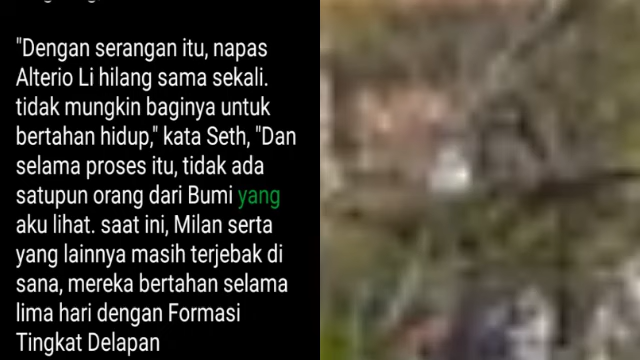 "Dengan serangan itu, napas
Alterio Li hilang sama sekali.
tidak mungkin baginya untuk
bertahan hidup," kata Seth, "Dan
selama proses itu, tidak ada
satupun orang dari Bumi yang
aku lihat. saat ini, Milan serta
yang lainnya masih terjebak di
sana, mereka bertahan selama
lima hari dengan Formasi
Tingkat Delapan